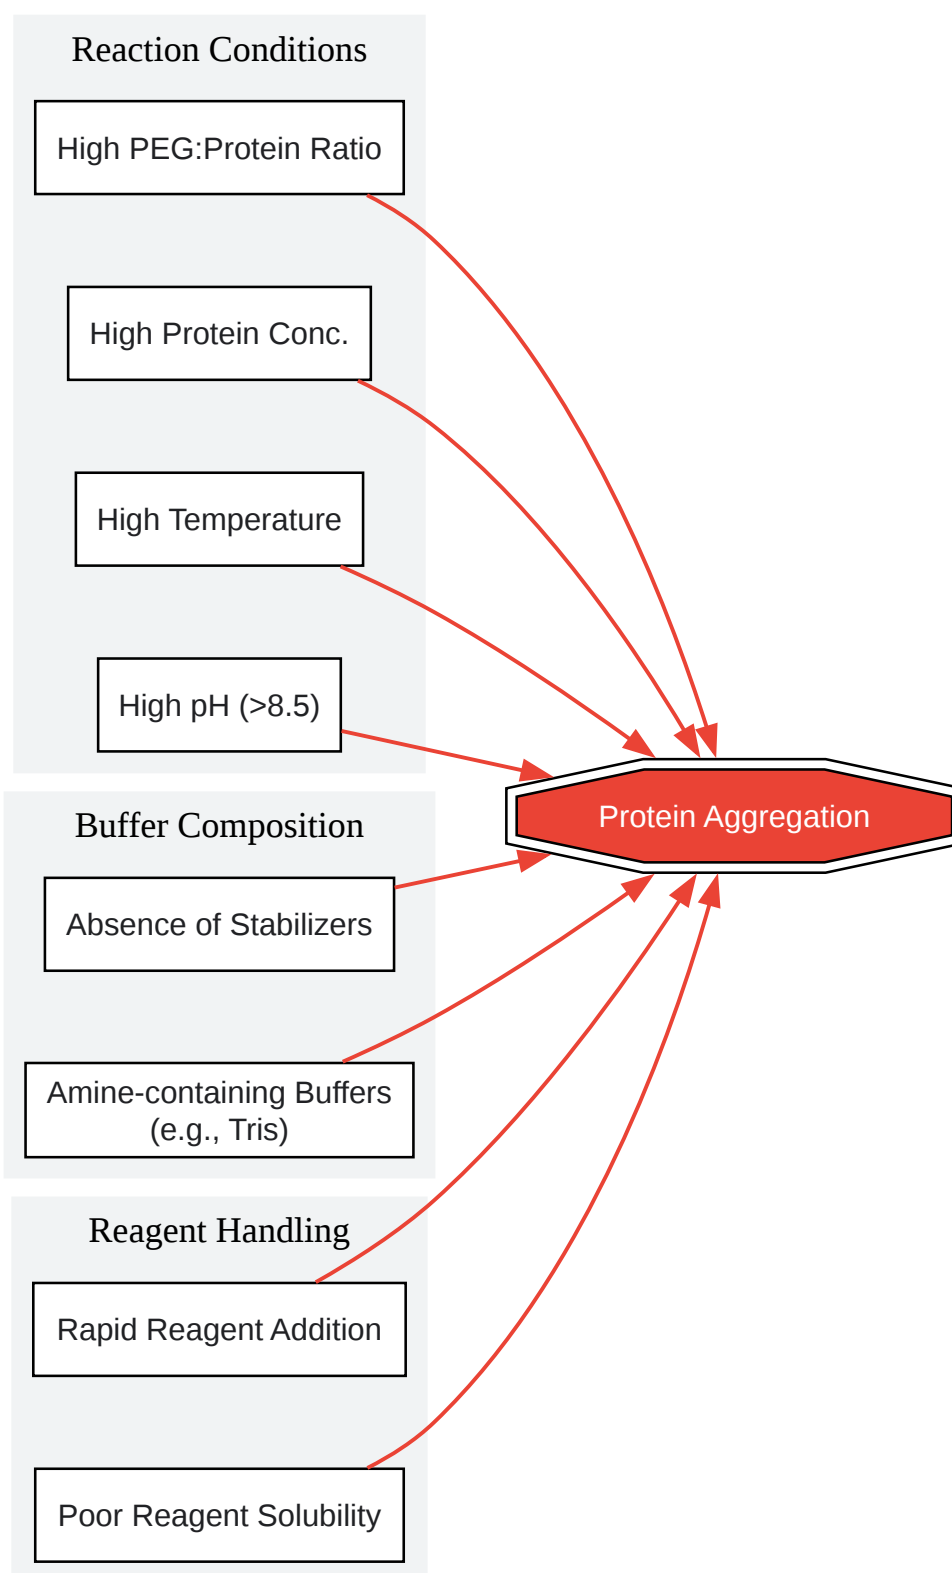 Reaction Conditions
High PEG:Protein Ratio
High Protein Conc.
High Temperature
High pH (>8.5)
Protein Aggregation
Buffer Composition
Absence of Stabilizers
Amine-containing Buffers
(e.g., Tris)
Reagent Handling
Rapid Reagent Addition
Poor Reagent Solubility